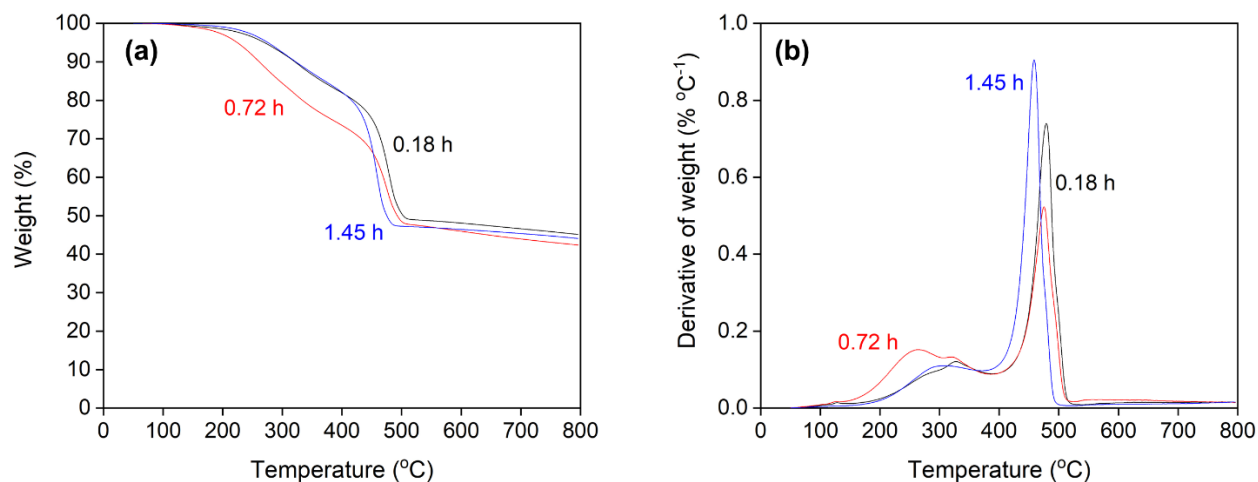 (a)
Weight (%)
100
90
80
70
60
50
40
30
20
10
0
0.72 h
0.18 h
1.45 h
0 100 200 300 400 500 600 700 800
Temperature (°C)
(b)
Derivative of weight (% °C⁻¹)
1.0
0.8
0.6
0.4
0.2
0.0
1.45 h
0.18 h
0.72 h
0 100 200 300 400 500 600 700 800
Temperature (°C)